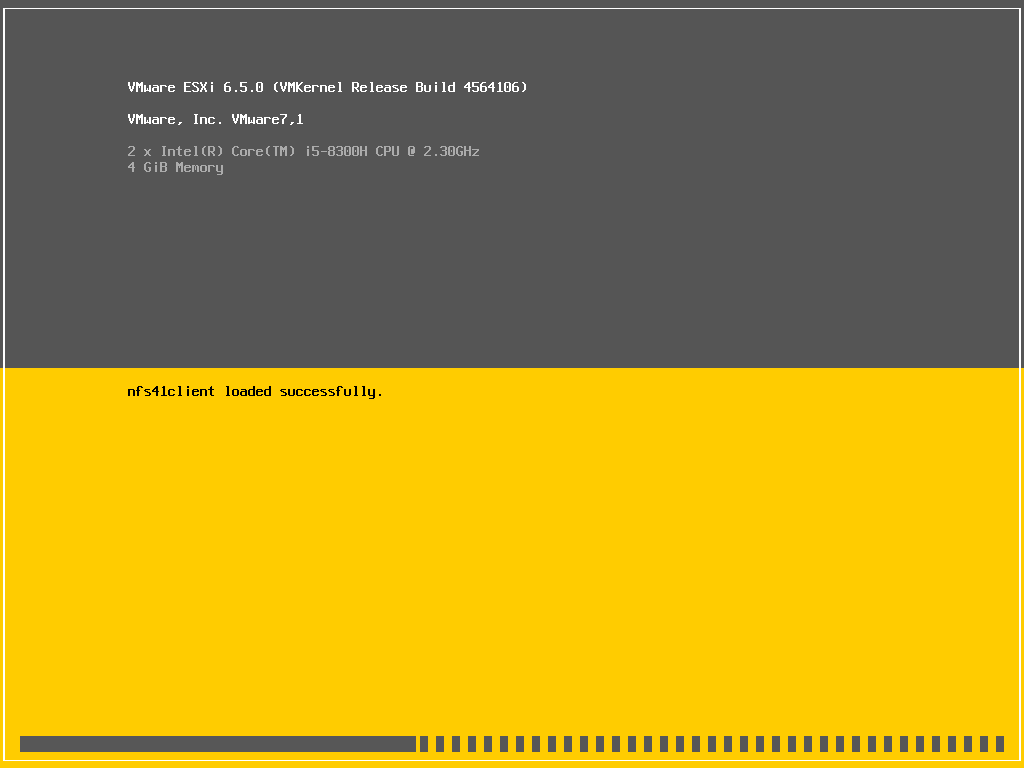 VMware ESXi 6.5.0 (VMKernel Release Build 4564106)
VMware, Inc. VMware7,1
2 x Intel(R) Core(TM) i5-8300H CPU @ 2.30GHz
4 GiB Memory
nfs41client loaded successfully.